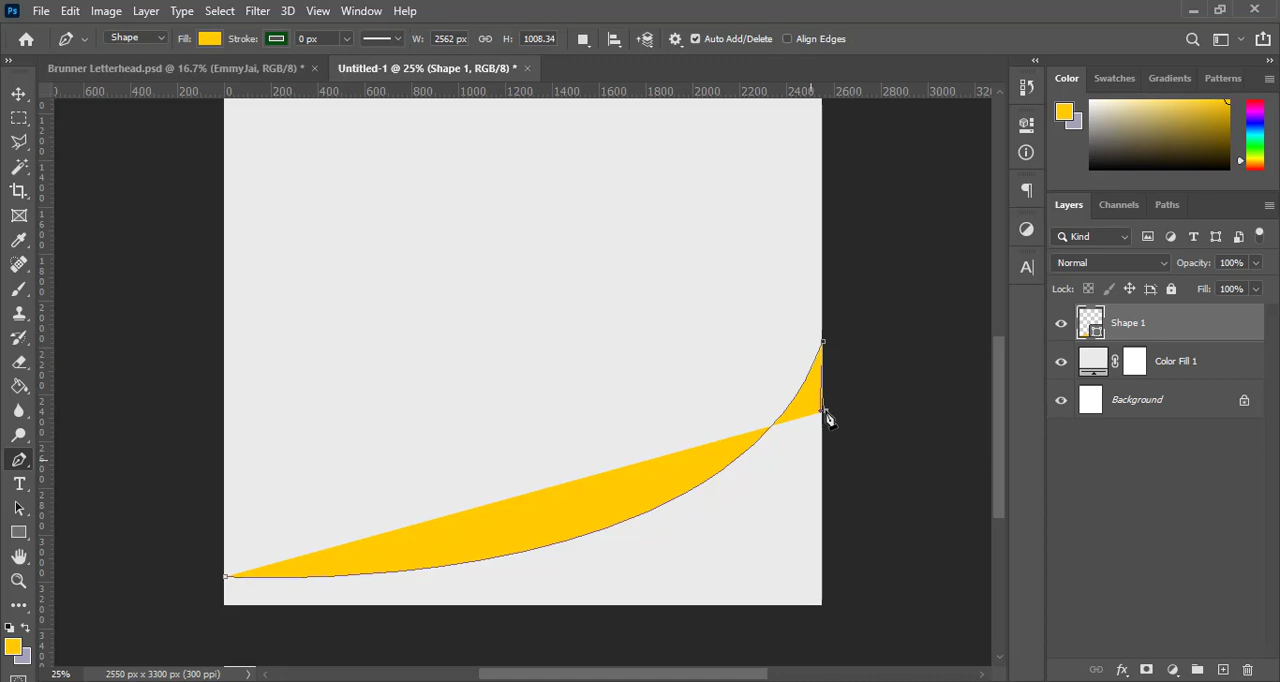 Ps File Edit Image Layer Type Select Filter 3D View Window Help
Shape Fill: Stroke: 0 px W: 2562 px H: 1008.34 Auto Add/Delete Align Edges
Brunner Letterhead.psd @ 16.7% (EmmyJai, RGB/8) * × Untitled-1 @ 25% (Shape 1, RGB/8) * ×
600 400 200 0 200 400 600 800 1000 1200 1400 1600 1800 2000 2200 2400 2600 2800 3000
Color Swatches Gradients Patterns
Layers Channels Paths
Kind
Normal Opacity: 100%
Lock: Fill: 100%
Shape 1
Color Fill 1
Background
25% 2550 px x 3300 px (300 ppi)